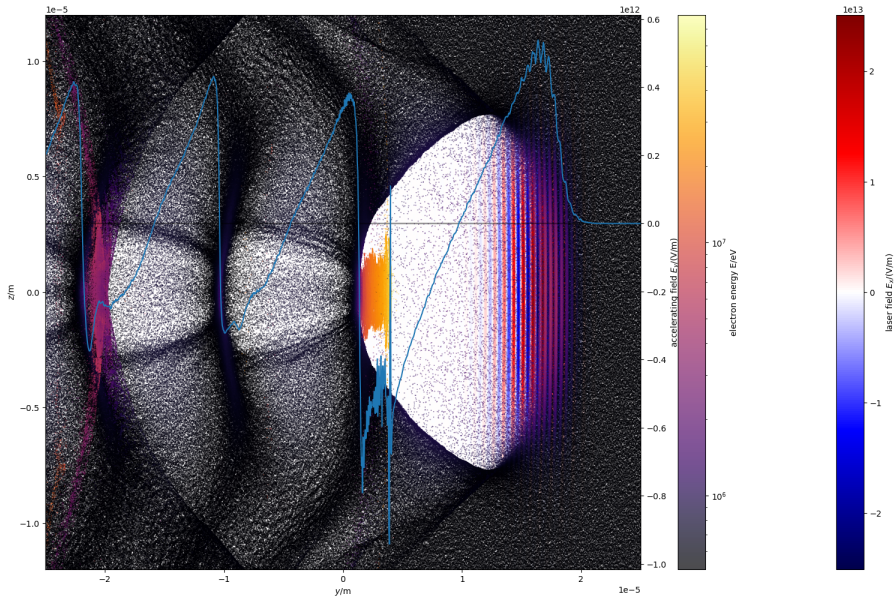 1e−5
1e12
1e13
1.0
0.5
0.0
−0.5
−1.0
z/m
−2
−1
0
1
2
y/m
1e−5
0.6
0.4
0.2
0.0
−0.2
−0.4
−0.6
−0.8
−1.0
accelerating field Ey/(V/m)
10⁷
10⁶
electron energy E/eV
2
1
0
−1
−2
laser field Ex/(V/m)